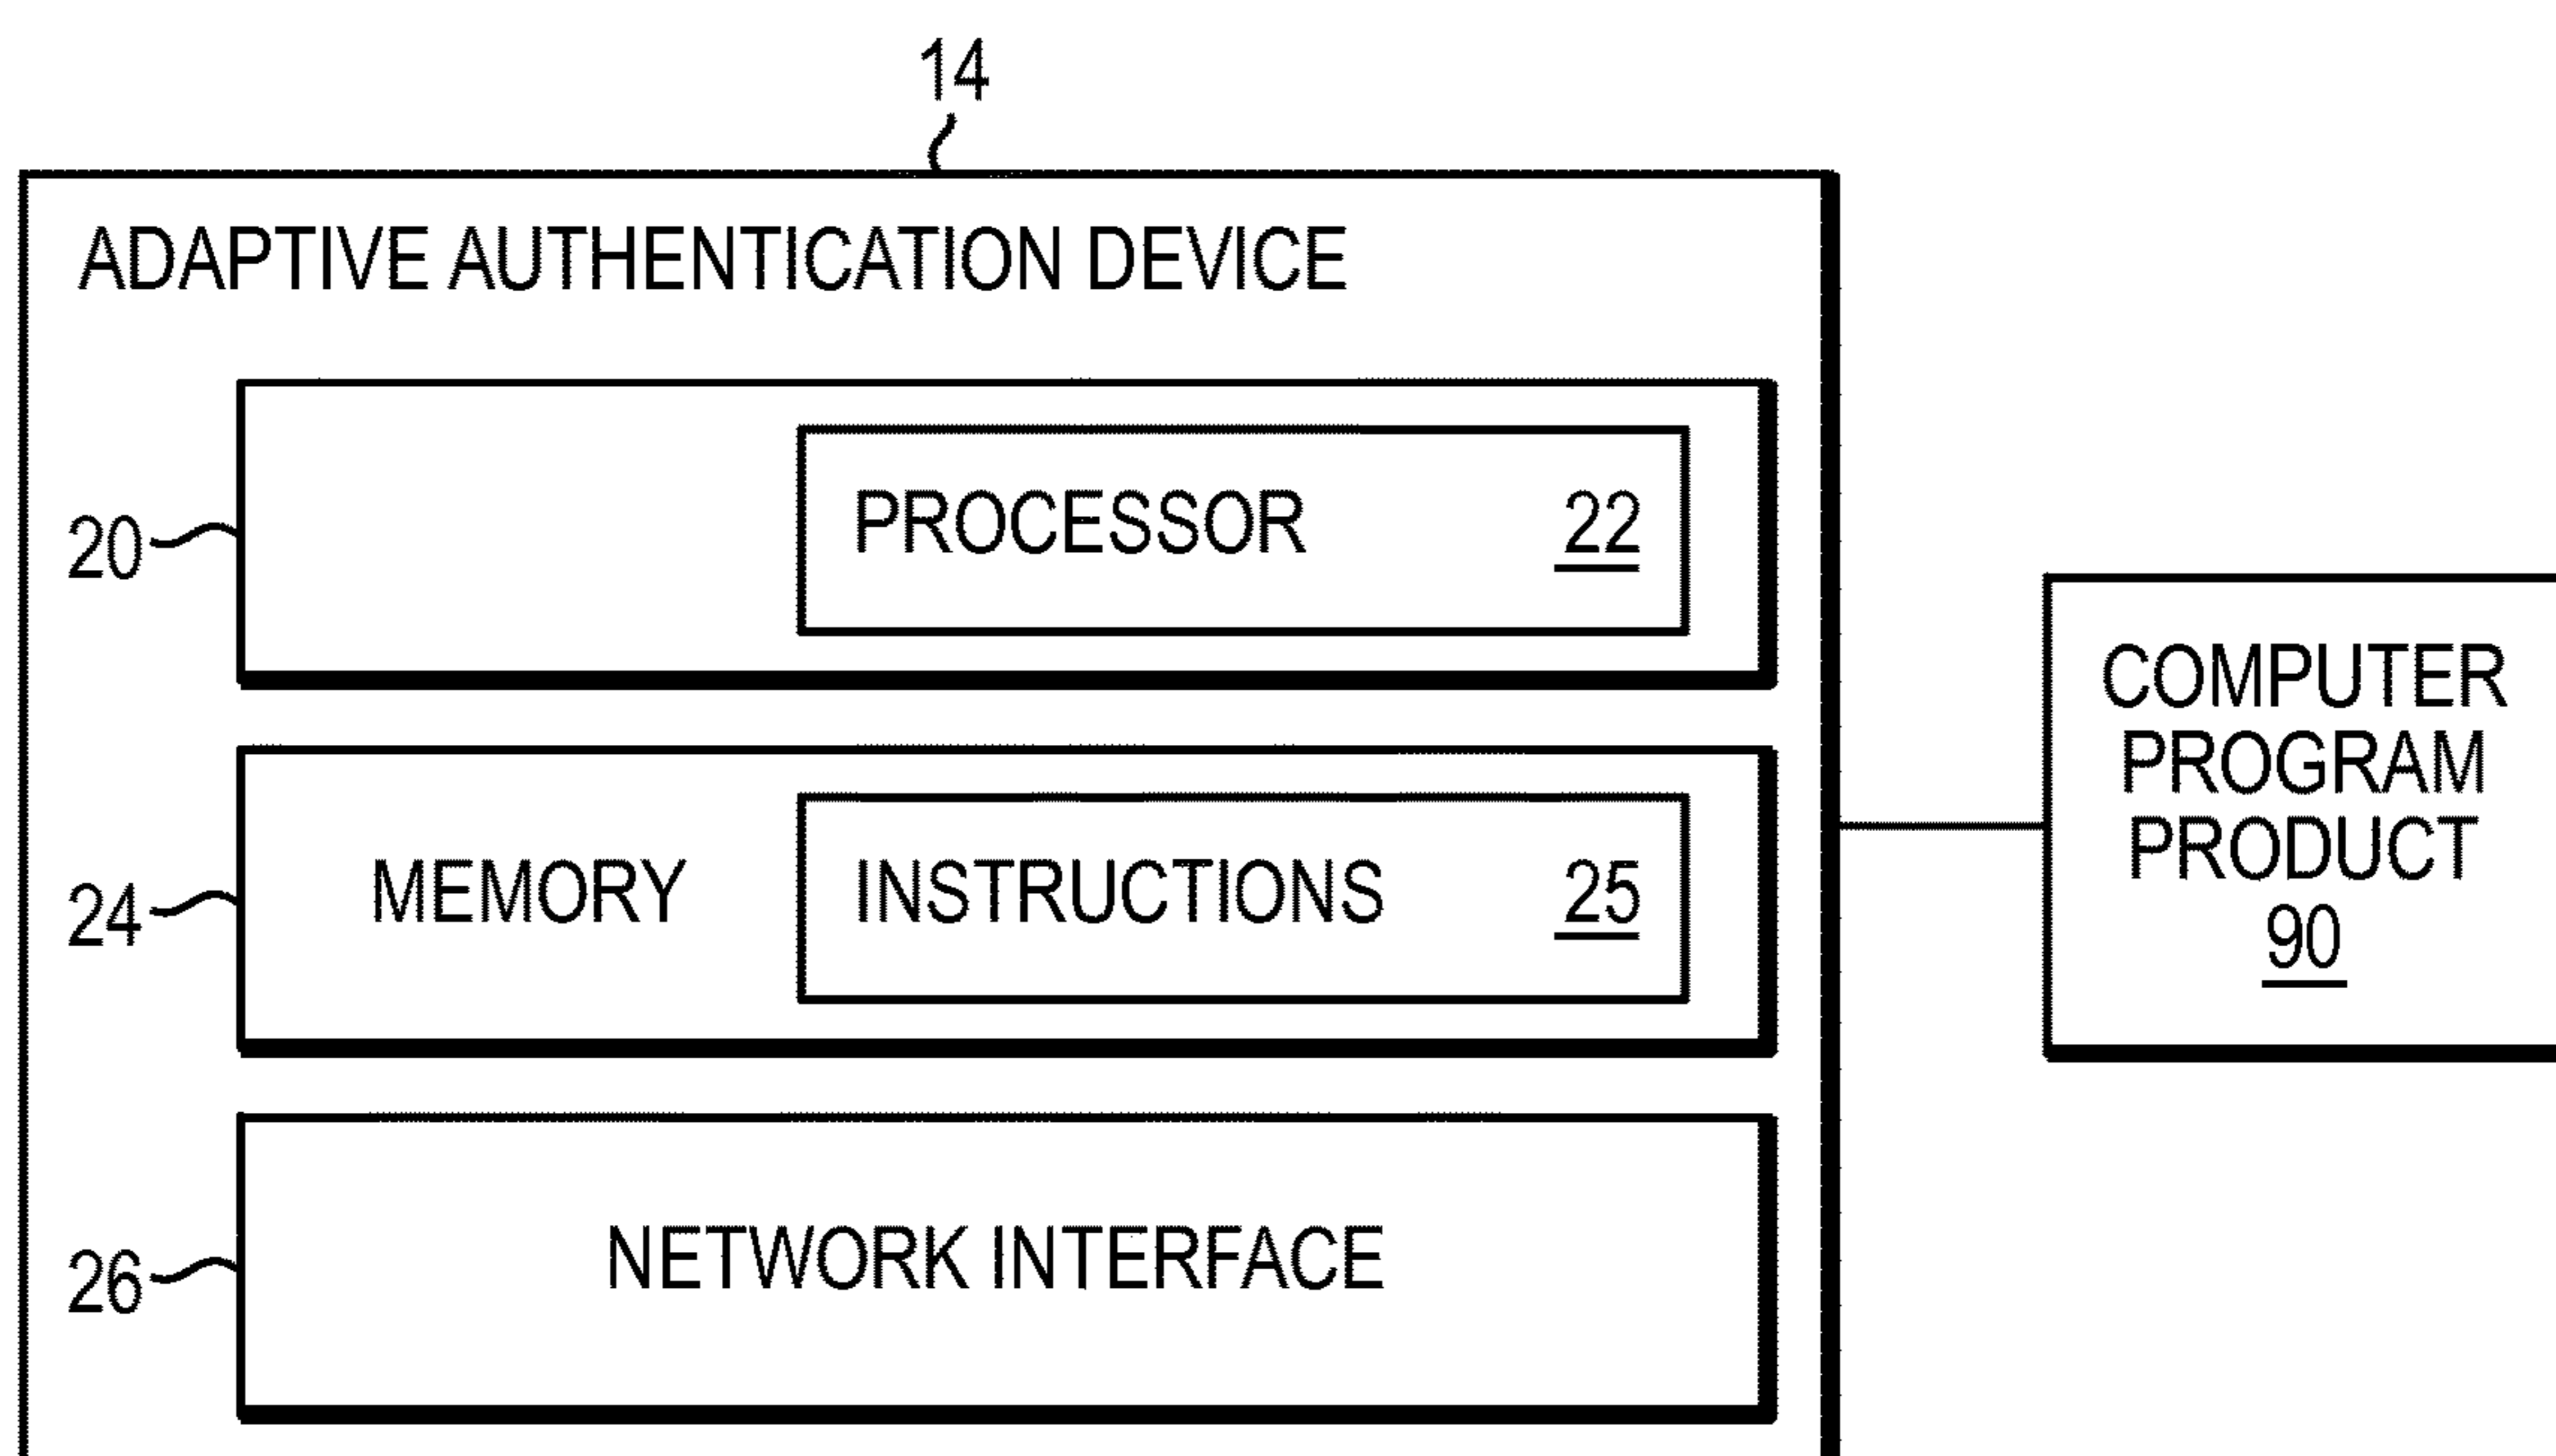 14
ADAPTIVE AUTHENTICATION DEVICE
20
PROCESSOR 22
24
MEMORY
INSTRUCTIONS 25
26
NETWORK INTERFACE
COMPUTER
PROGRAM
PRODUCT
90